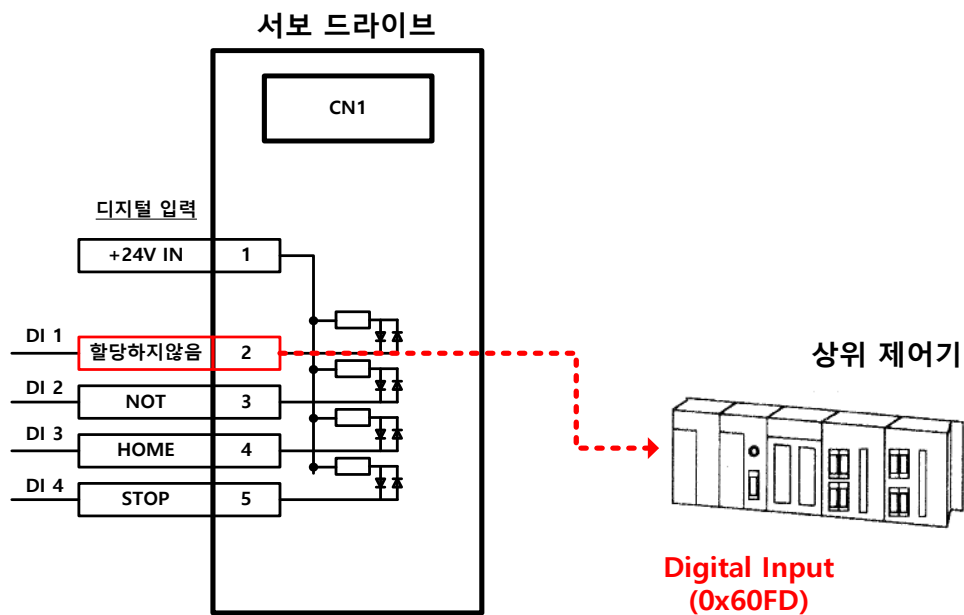 서보 드라이브
CN1
디지털 입력
+24V IN 1
DI 1 할당하지않음 2
DI 2 NOT 3
DI 3 HOME 4
DI 4 STOP 5
상위 제어기
Digital Input
(0x60FD)